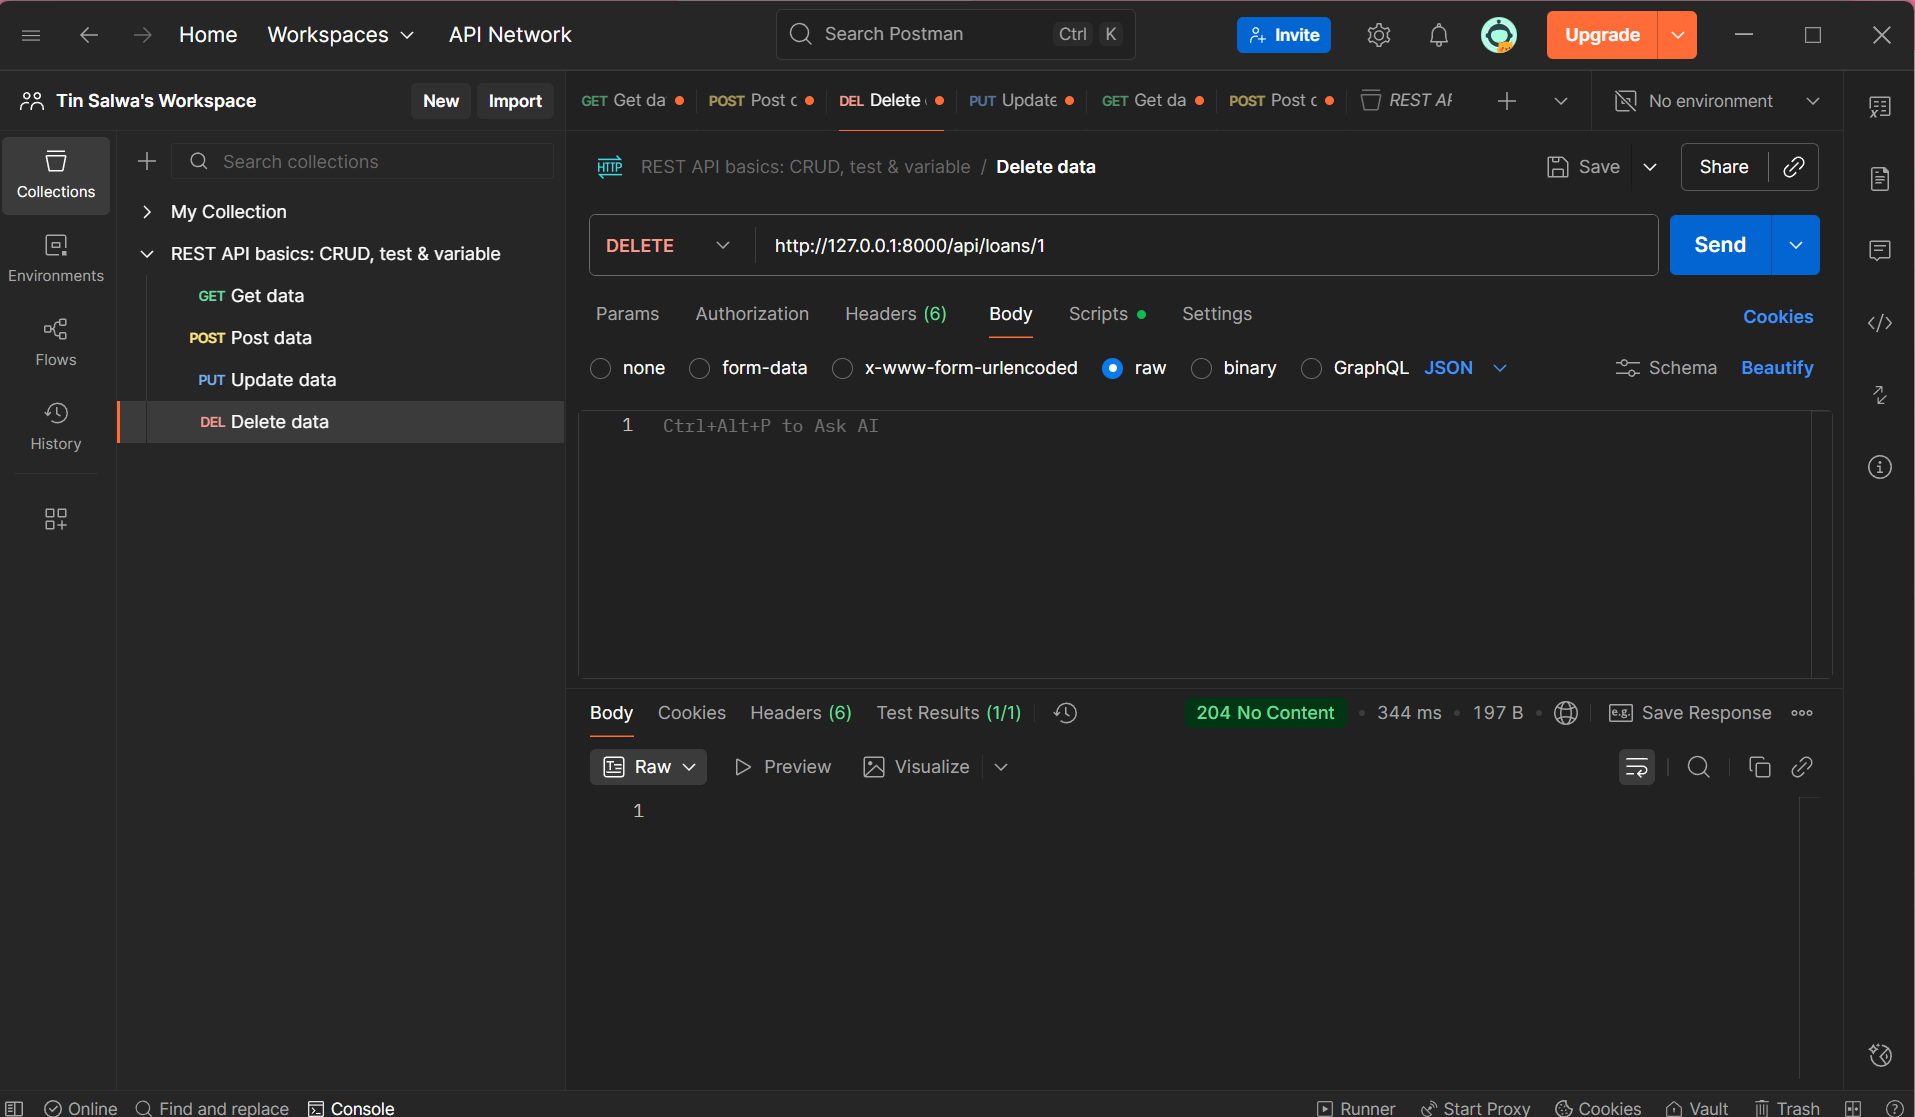 Home Workspaces API Network Search Postman Ctrl K Invite Upgrade
Tin Salwa's Workspace New Import GET Get da POST Post c DEL Delete PUT Update GET Get da POST Post c REST AP No environment
Collections
Environments
Flows
History
Search collections
My Collection
REST API basics: CRUD, test & variable
GET Get data
POST Post data
PUT Update data
DEL Delete data
HTTP REST API basics: CRUD, test & variable / Delete data Save Share
DELETE http://127.0.0.1:8000/api/loans/1 Send
Params Authorization Headers (6) Body Scripts Settings Cookies
none form-data x-www-form-urlencoded raw binary GraphQL JSON Schema Beautify
1 Ctrl+Alt+P to Ask AI
Body Cookies Headers (6) Test Results (1/1) 204 No Content • 344 ms • 197 B • e.g. Save Response
Raw Preview Visualize
1
Online Find and replace Console Runner Start Proxy Cookies Vault Trash